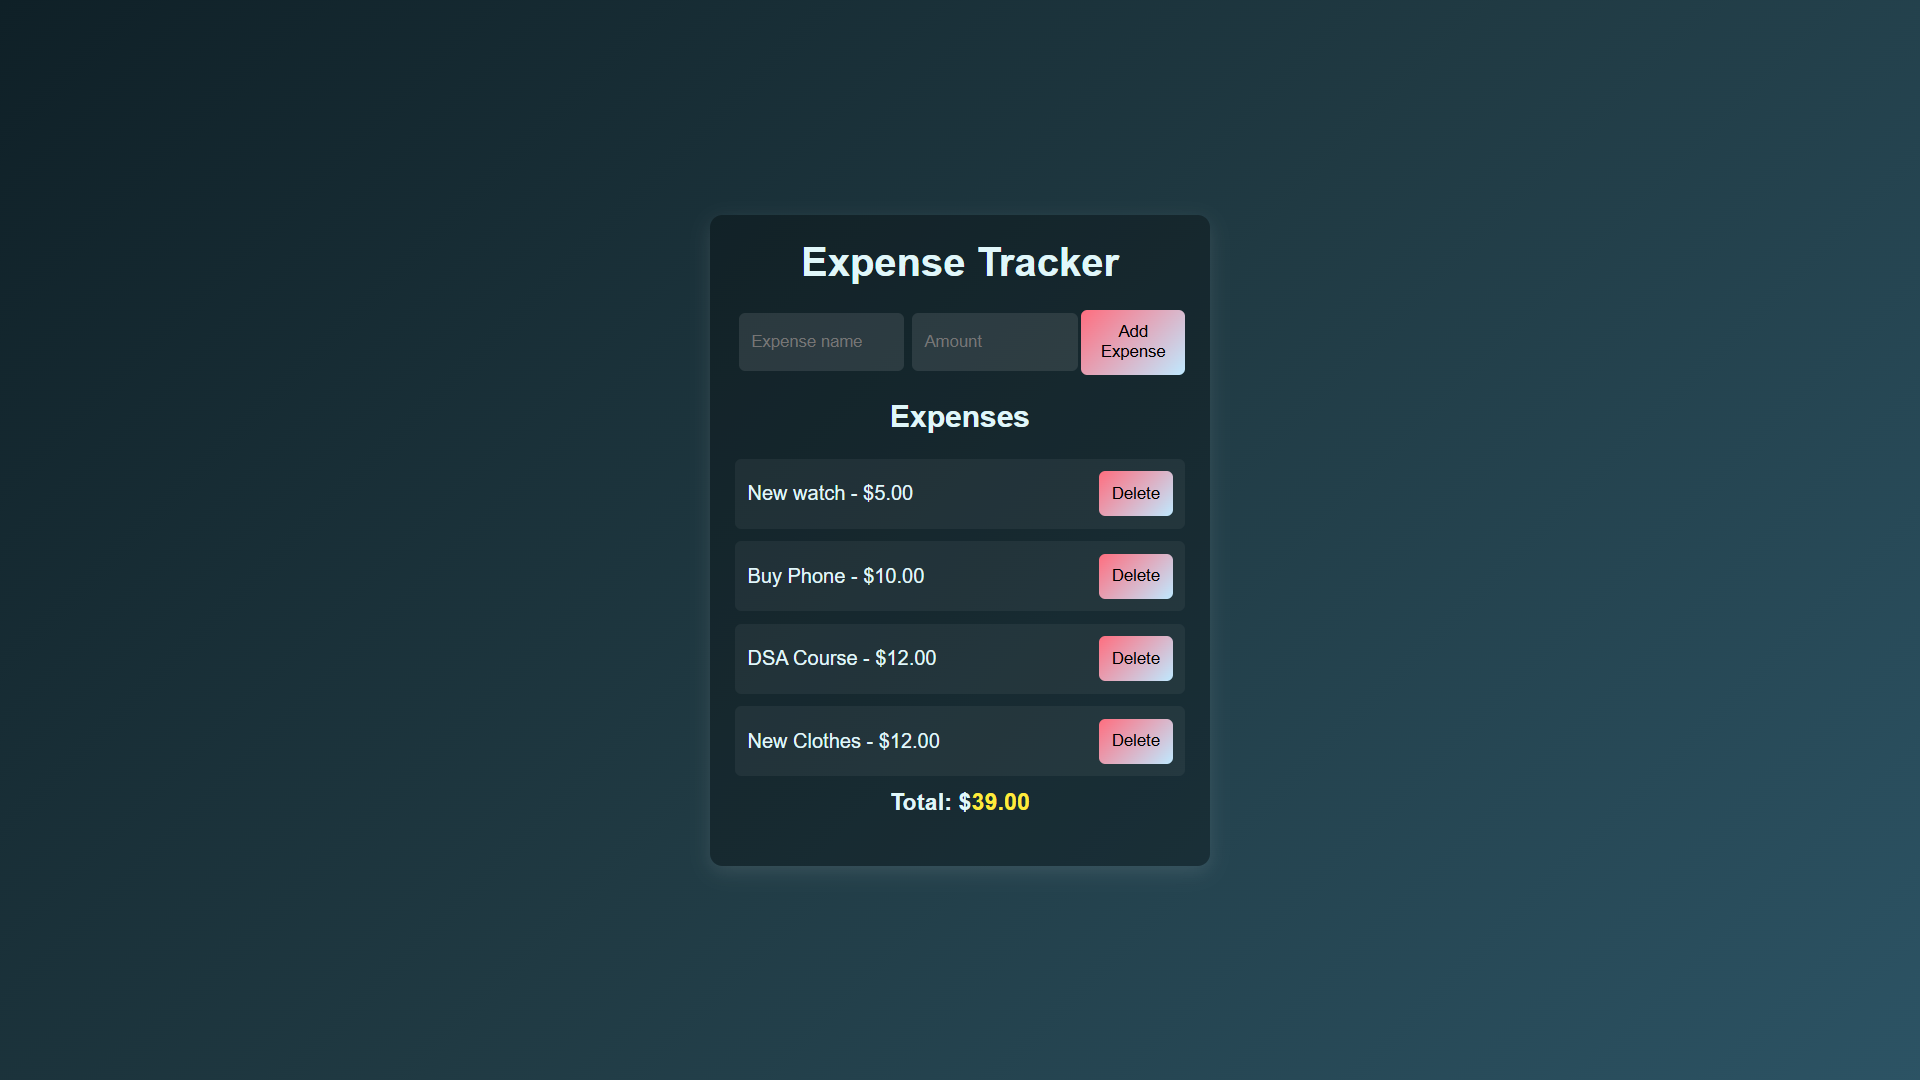 Expense Tracker
Expense name
Amount
Add
Expense
Expenses
New watch - $5.00
Delete
Buy Phone - $10.00
Delete
DSA Course - $12.00
Delete
New Clothes - $12.00
Delete
Total: $39.00